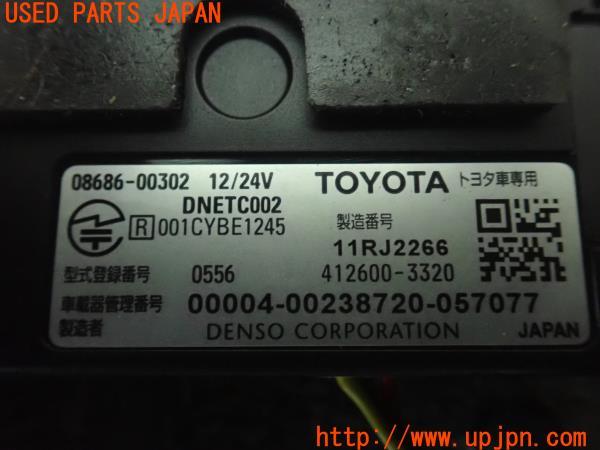 USED PARTS JAPAN
08686-00302 12/24V TOYOTA トヨタ車専用
DNETC002
R 001CYBE1245 製造番号
11RJ2266
型式登録番号 0556 412600-3320
車載器管理番号 00004-00238720-057077
製造者 DENSO CORPORATION JAPAN
http://www.upjpn.com/